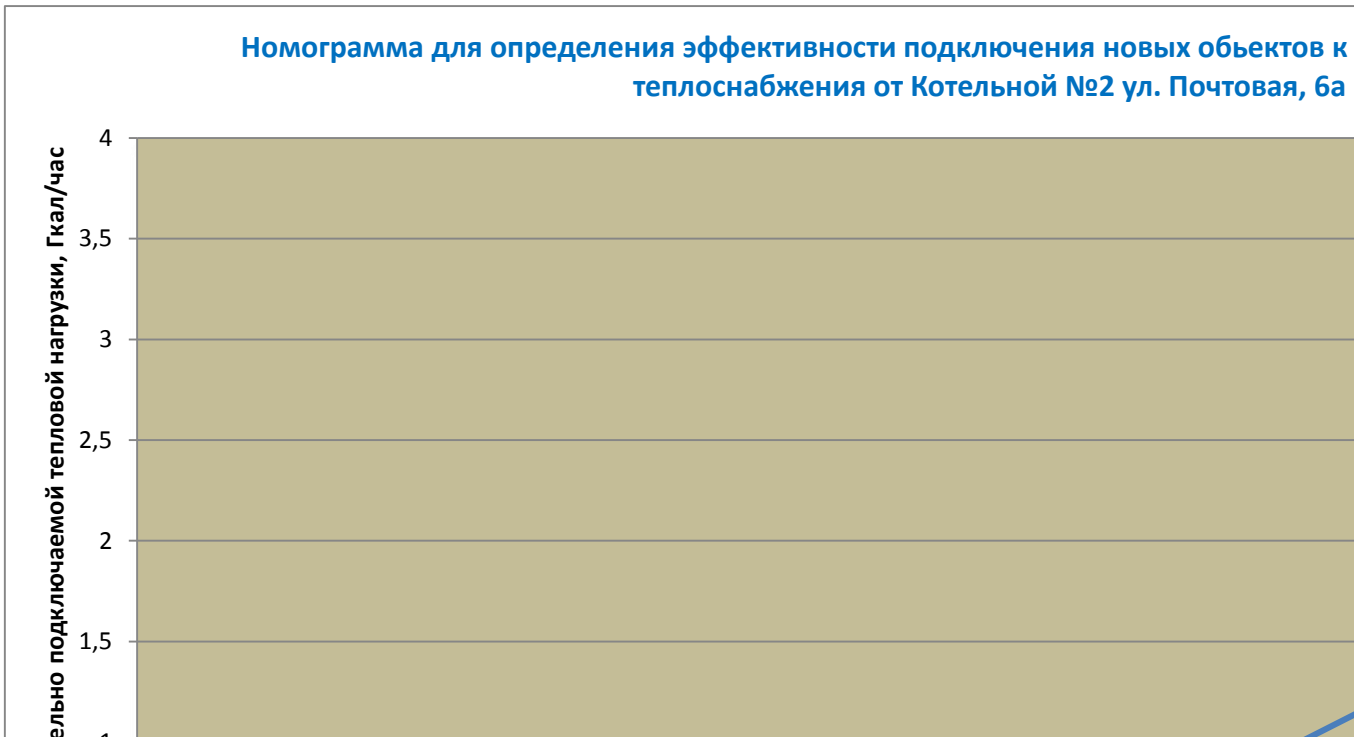 Номограмма для определения эффективности подключения новых обьектов к
теплоснабжения от Котельной №2 ул. Почтовая, 6а
ельно подключаемой тепловой нагрузки, Гкал/час
4
3,5
3
2,5
2
1,5
1